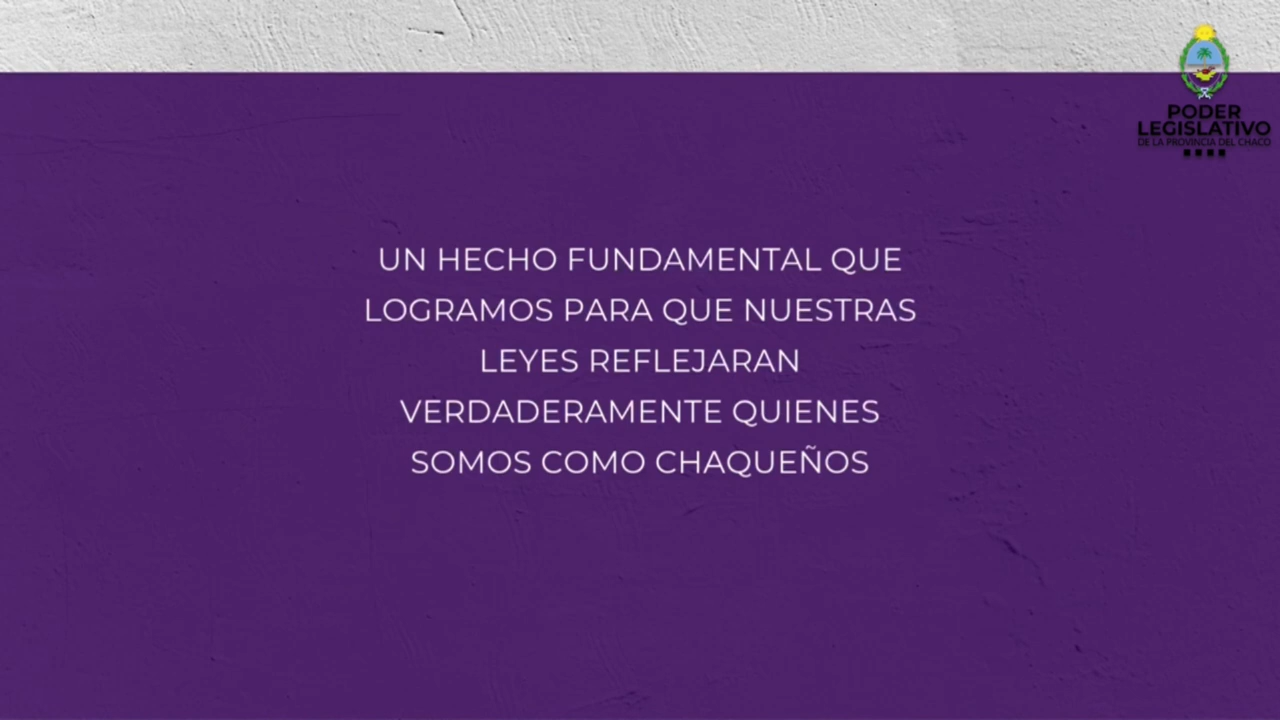 PODER
LEGISLATIVO
DE LA PROVINCIA DEL CHACO
UN HECHO FUNDAMENTAL QUE
LOGRAMOS PARA QUE NUESTRAS
LEYES REFLEJARAN
VERDADERAMENTE QUIENES
SOMOS COMO CHAQUEÑOS